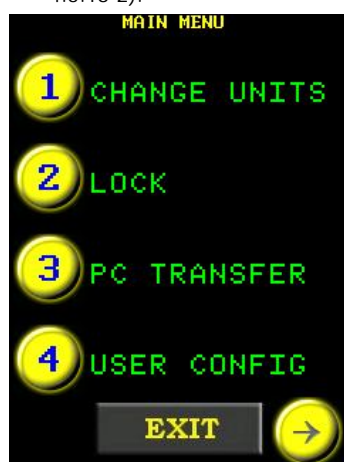 MAIN MENU
1 CHANGE UNITS
2 LOCK
3 PC TRANSFER
4 USER CONFIG
EXIT →